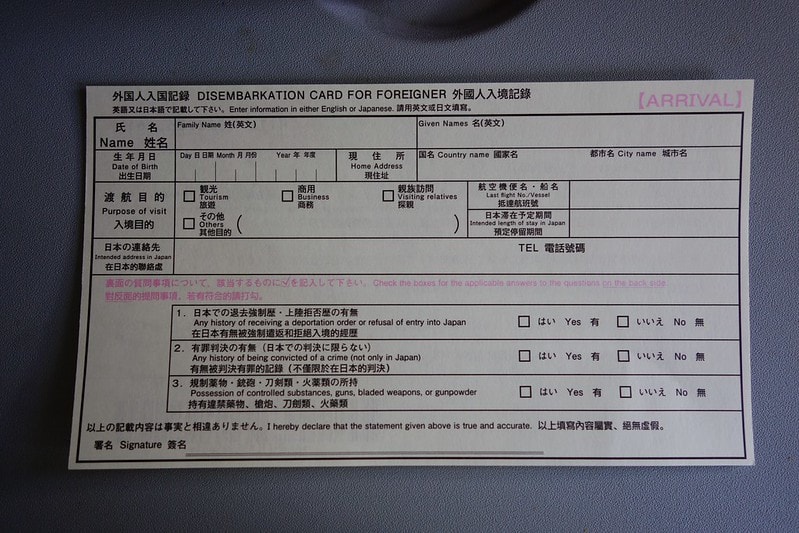 外国人入国記録 DISEMBARKATION CARD FOR FOREIGNER 外國人入境記錄
【ARRIVAL】
英語又は日本語で記載して下さい。Enter information in either English or Japanese. 請用英文或日文填寫。
氏 名
Name 姓名
Family Name 姓(英文)
Given Names 名(英文)
生年月日
Date of Birth
出生日期
Day 日 日期 Month 月 月份 Year 年 年度
現住所
Home Address
現住址
国名 Country name 國家名
都市名 City name 城市名
渡航目的
Purpose of visit
入境目的
観光
Tourism
旅遊
商用
Business
商務
親族訪問
Visiting relatives
探親
その他
Others
其他目的
( )
航空機便名・船名
Last flight No./Vessel
抵達航班號
日本滞在予定期間
Intended length of stay in Japan
預定停留期間
日本の連絡先
Intended address in Japan
在日本的聯絡處
TEL 電話號碼
裏面の質問事項について、該当するものに✓を記入して下さい。Check the boxes for the applicable answers to the questions on the back side.
對反面的提問事項、若有符合的請打勾。
1. 日本での退去強制歴・上陸拒否歴の有無
Any history of receiving a deportation order or refusal of entry into Japan
在日本有無被強制遣返和拒絕入境的經歷
はい Yes 有 いいえ No 無
2. 有罪判決の有無(日本での判決に限らない)
Any history of being convicted of a crime (not only in Japan)
有無被判決有罪的記錄(不僅限於在日本的判決)
はい Yes 有 いいえ No 無
3. 規制薬物・銃砲・刀剣類・火薬類の所持
Possession of controlled substances, guns, bladed weapons, or gunpowder
持有違禁藥物、槍炮、刀劍類、火藥類
はい Yes 有 いいえ No 無
以上の記載内容は事実と相違ありません。I hereby declare that the statement given above is true and accurate. 以上填寫內容屬實、絕無虛假。
署名 Signature 簽名